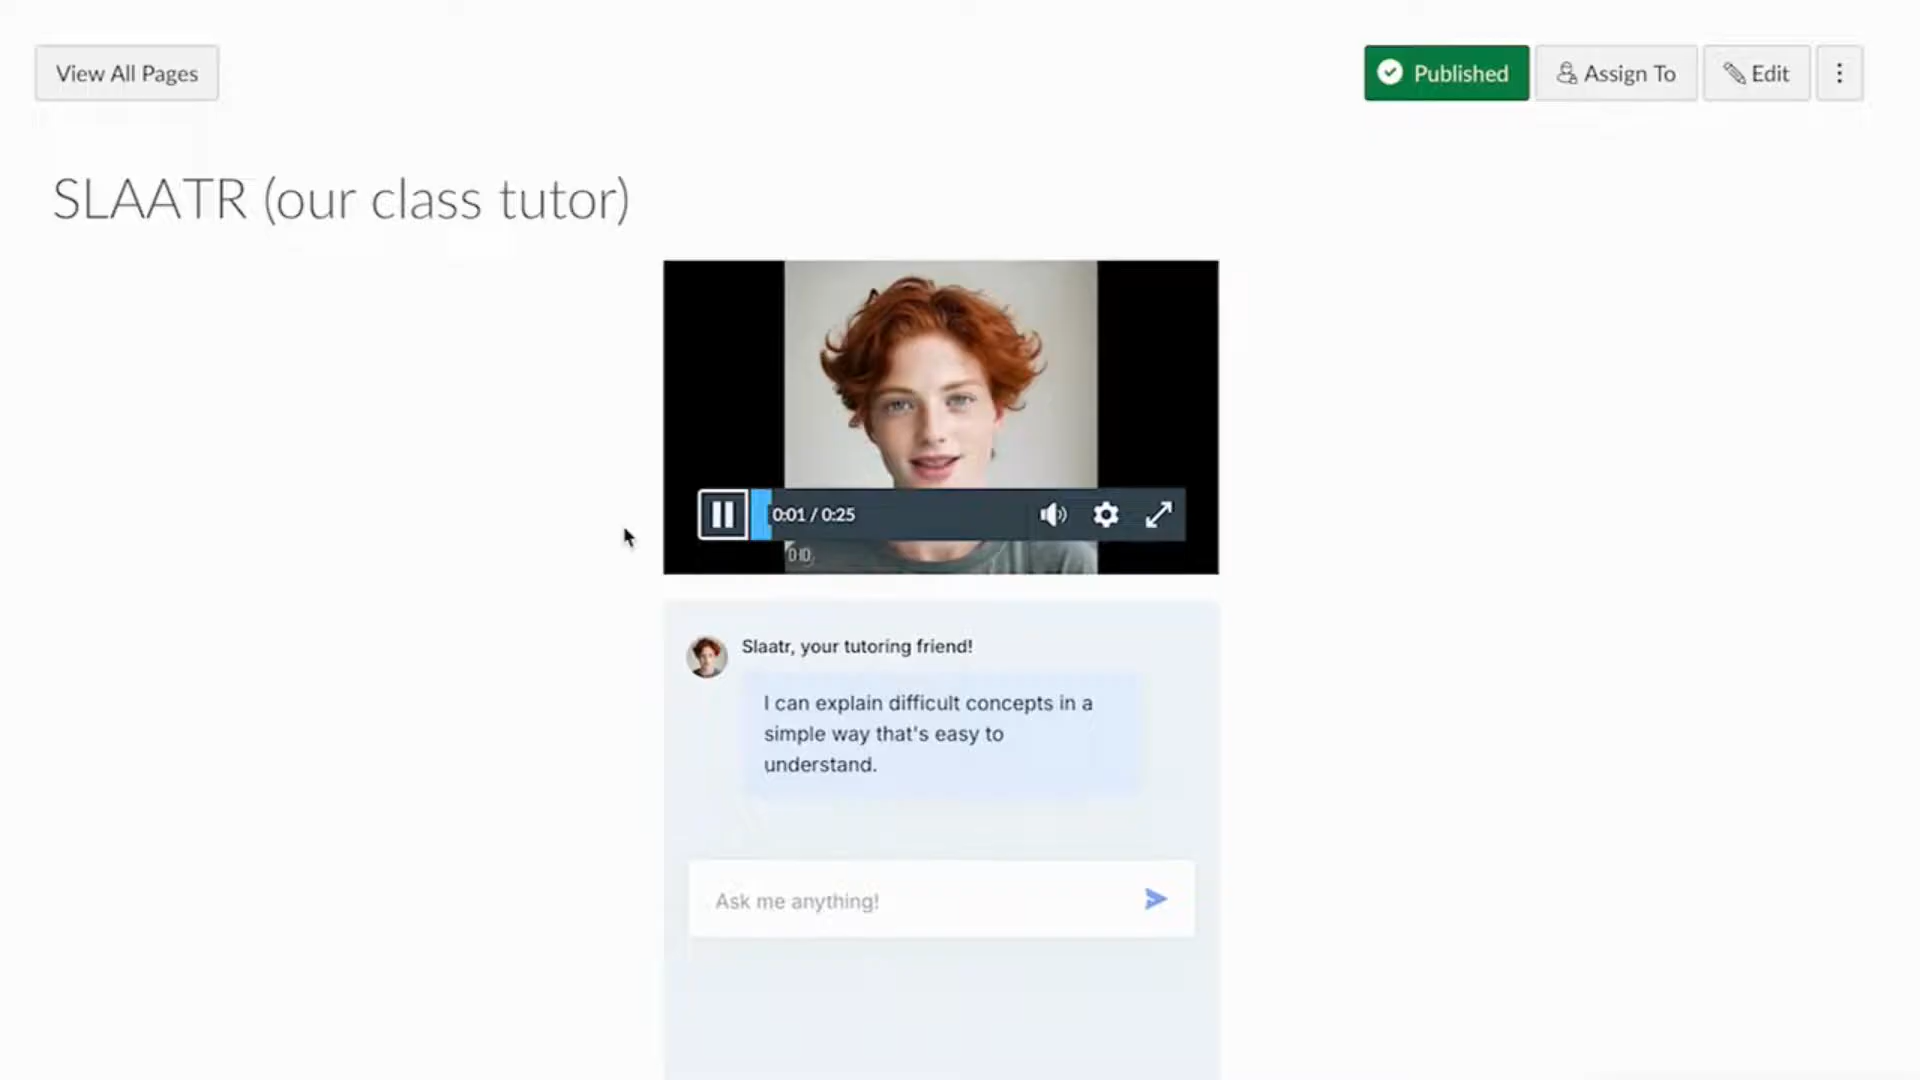 View All Pages
Published
Assign To
Edit
SLAATR (our class tutor)
0:01 / 0:25
Slaatr, your tutoring friend!
I can explain difficult concepts in a
simple way that's easy to
understand.
Ask me anything!